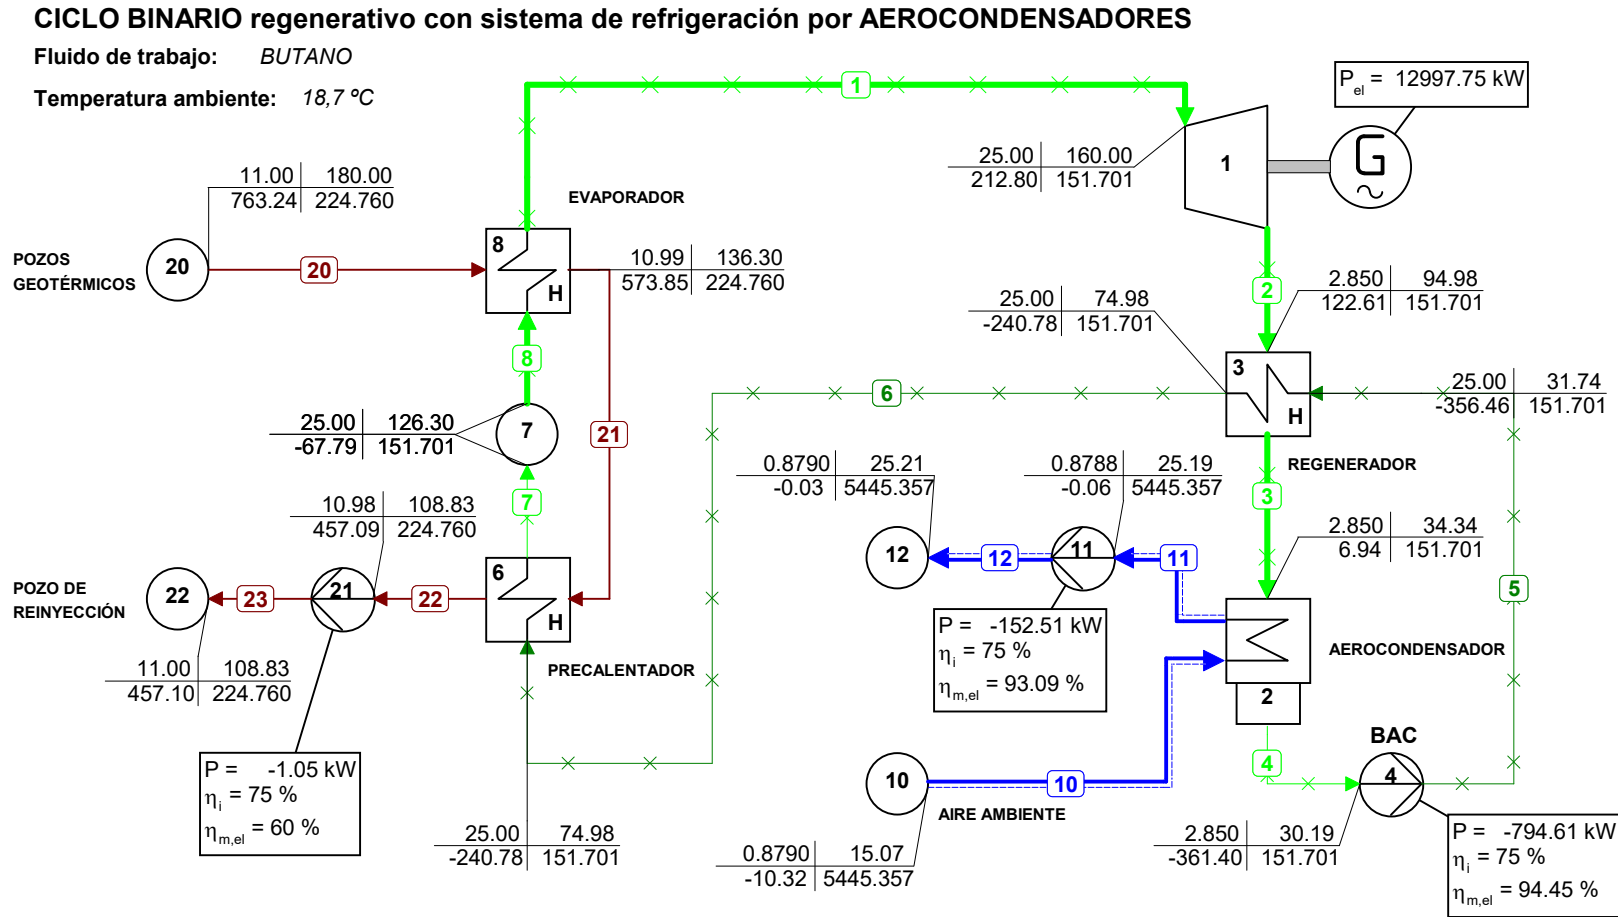 CICLO BINARIO regenerativo con sistema de refrigeración por AEROCONDENSADORES
Fluido de trabajo: BUTANO
Temperatura ambiente: 18,7 ºC
1
P el = 12997.75 kW
G
1
25.00 160.00
212.80 151.701
11.00 180.00
763.24 224.760
EVAPORADOR
8
H
POZOS
GEOTÉRMICOS
20
20
10.99 136.30
573.85 224.760
2
2.850 94.98
122.61 151.701
25.00 74.98
-240.78 151.701
8
3
H
6
25.00 31.74
-356.46 151.701
25.00 126.30
-67.79 151.701
7
21
REGENERADOR
0.8790 25.21
-0.03 5445.357
0.8788 25.19
-0.06 5445.357
7
3
10.98 108.83
457.09 224.760
2.850 34.34
6.94 151.701
12
12
11
11
6
H
POZO DE
REINYECCIÓN
22
23
21
22
5
P = -152.51 kW
ηi = 75 %
ηm,el = 93.09 %
AEROCONDENSADOR
PRECALENTADOR
11.00 108.83
457.10 224.760
2
BAC
P = -1.05 kW
ηi = 75 %
ηm,el = 60 %
4
4
10
10
AIRE AMBIENTE
25.00 74.98
-240.78 151.701
0.8790 15.07
-10.32 5445.357
2.850 30.19
-361.40 151.701
P = -794.61 kW
ηi = 75 %
ηm,el = 94.45 %